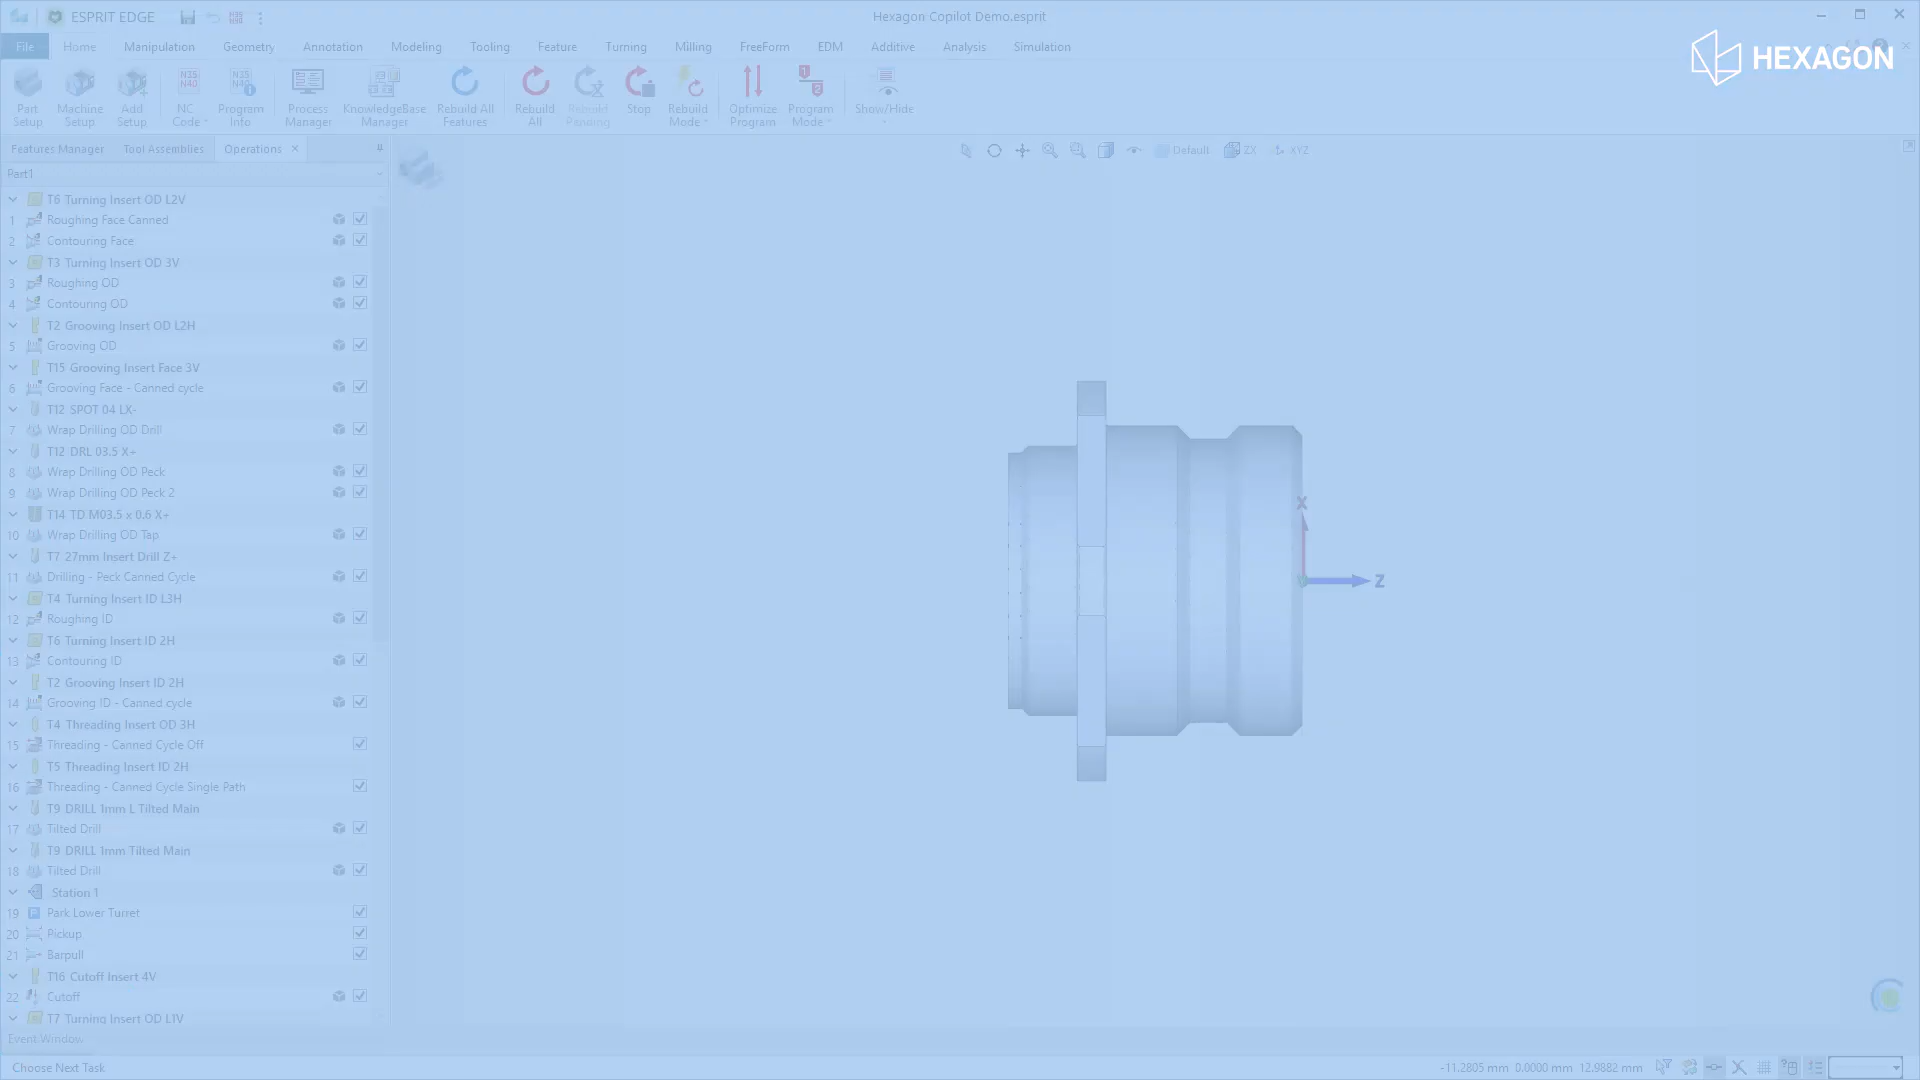 ESPRIT EDGE
Hexagon Copilot Demo.esprit
File Home Manipulation Geometry Annotation Modeling Tooling Feature Turning Milling FreeForm EDM Additive Analysis Simulation
HEXAGON
Part Setup
Machine Setup
Add Setup
NC Code
Program Info
Process Manager
KnowledgeBase Manager
Rebuild All Features
Rebuild All
Rebuild Panning
Stop
Rebuild Mode
Optimize Program
Program Mode
Show/Hide
Features Manager Tool Assemblies Operations
Default ZX XYZ
Part1
T6 Turning Insert OD L2V
1 Roughing Face Canned
2 Contouring Face
T3 Turning Insert OD 3V
3 Roughing OD
4 Contouring OD
T2 Grooving Insert OD L2H
5 Grooving OD
T15 Grooving Insert Face 3V
6 Grooving Face - Canned cycle
T12 SPOT 04 LX-
7 Wrap Drilling OD Drill
T12 DRL 03.5 X+
8 Wrap Drilling OD Peck
9 Wrap Drilling OD Peck 2
T14 TD M03.5 x 0.6 X+
10 Wrap Drilling OD Tap
T7 27mm Insert Drill Z+
11 Drilling - Peck Canned Cycle
T4 Turning Insert ID L3H
12 Roughing ID
T6 Turning Insert ID 2H
13 Contouring ID
T2 Grooving Insert ID 2H
14 Grooving ID - Canned cycle
T4 Threading Insert OD 3H
15 Threading - Canned Cycle Off
T5 Threading Insert ID 2H
16 Threading - Canned Cycle Single Path
T9 DRILL 1mm L Tilted Main
17 Tilted Drill
T9 DRILL 1mm Tilted Main
18 Tilted Drill
Station 1
19 Park Lower Turret
20 Pickup
21 Barpull
T16 Cutoff Insert 4V
22 Cutoff
T7 Turning Insert OD L1V
X
Z
Event Window
Choose Next Task
-11.2805 mm 0.0000 mm 12.9882 mm